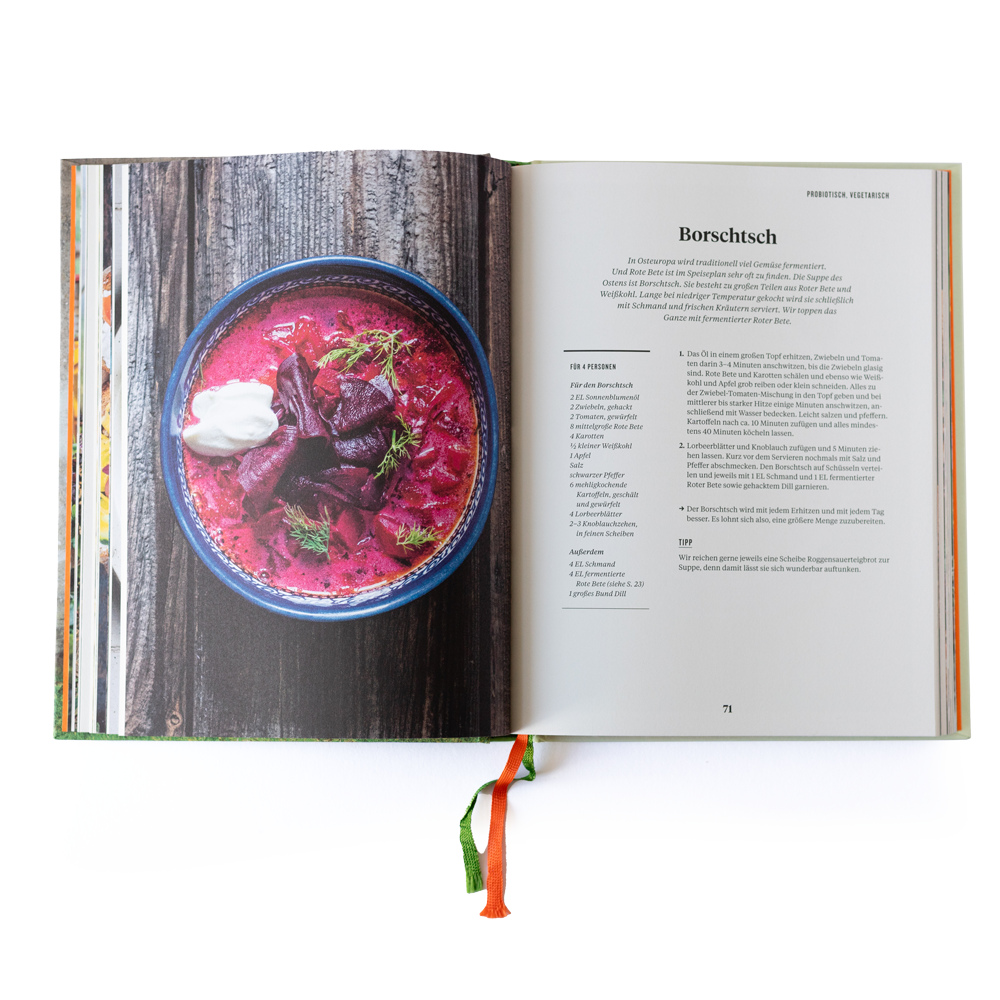 PROBIOTISCH, VEGETARISCH
Borschtsch
In Osteuropa wird traditionell viel Gemüse fermentiert.
Und Rote Bete ist im Speiseplan sehr oft zu finden. Die Suppe des
Ostens ist Borschtsch. Sie besteht zu großen Teilen aus Roter Bete und
Weißkohl. Lange bei niedriger Temperatur gekocht wird sie schließlich
mit Schmand und frischen Kräutern serviert. Wir toppen das
Ganze mit fermentierter Roter Bete.
FÜR 4 PERSONEN
Für den Borschtsch
2 EL Sonnenblumenöl
2 Zwiebeln, gehackt
2 Tomaten, gewürfelt
8 mittelgroße Rote Bete
4 Karotten
½ kleiner Weißkohl
1 Apfel
Salz
schwarzer Pfeffer
6 mehligkochende
Kartoffeln, geschält
und gewürfelt
4 Lorbeerblätter
2–3 Knoblauchzehen,
in feinen Scheiben
Außerdem
4 EL Schmand
4 EL fermentierte
Rote Bete (siehe S. 23)
1 großes Bund Dill
1. Das Öl in einem großen Topf erhitzen, Zwiebeln und Toma-
ten darin 3–4 Minuten anschwitzen, bis die Zwiebeln glasig
sind. Rote Bete und Karotten schälen und ebenso wie Weiß-
kohl und Apfel grob reiben oder klein schneiden. Alles zu
der Zwiebel-Tomaten-Mischung in den Topf geben und bei
mittlerer bis starker Hitze einige Minuten anschwitzen, an-
schließend mit Wasser bedecken. Leicht salzen und pfeffern.
Kartoffeln nach ca. 10 Minuten zufügen und alles mindes-
tens 40 Minuten köcheln lassen.
2. Lorbeerblätter und Knoblauch zufügen und 5 Minuten zie-
hen lassen. Kurz vor dem Servieren nochmals mit Salz und
Pfeffer abschmecken. Den Borschtsch auf Schüsseln vertei-
len und jeweils mit 1 EL Schmand und 1 EL fermentierter
Roter Bete sowie gehacktem Dill garnieren.
→ Der Borschtsch wird mit jedem Erhitzen und mit jedem Tag
besser. Es lohnt sich also, eine größere Menge zuzubereiten.
TIPP
Wir reichen gerne jeweils eine Scheibe Roggensauerteigbrot zur
Suppe, denn damit lässt sie sich wunderbar auftunken.
71